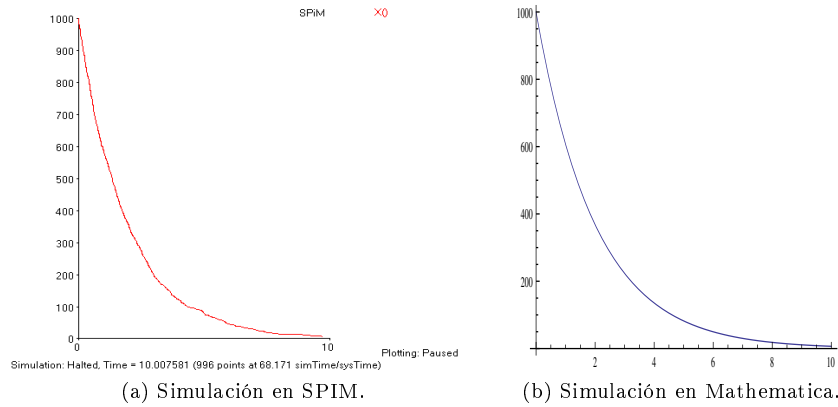 SPiM X()
1000
900
800
700
600
500
400
300
200
100
0
0 10
Plotting: Paused
Simulation: Halted, Time = 10.007581 (996 points at 68.171 simTime/sysTime)
(a) Simulación en SPIM.
1000
800
600
400
200
2 4 6 8 10
(b) Simulación en Mathematica.